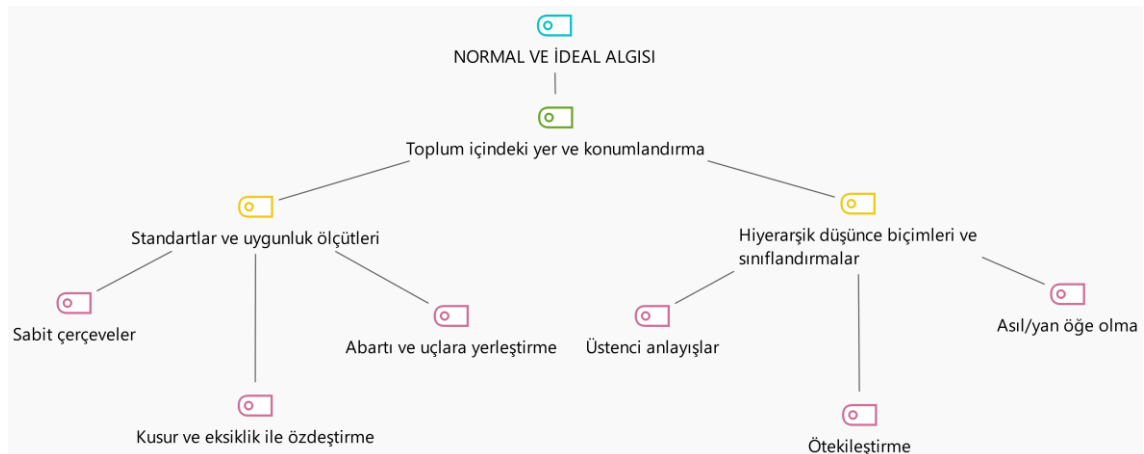 NORMAL VE İDEAL ALGISI
Toplum içindeki yer ve konumlandırma
Standartlar ve uygunluk ölçütleri
Hiyerarşik düşünce biçimleri ve
sınıflandırmalar
Sabit çerçeveler
Abartı ve uçlara yerleştirme
Üstenci anlayışlar
Asıl/yan öğe olma
Kusur ve eksiklik ile özdeştirme
Ötekileştirme